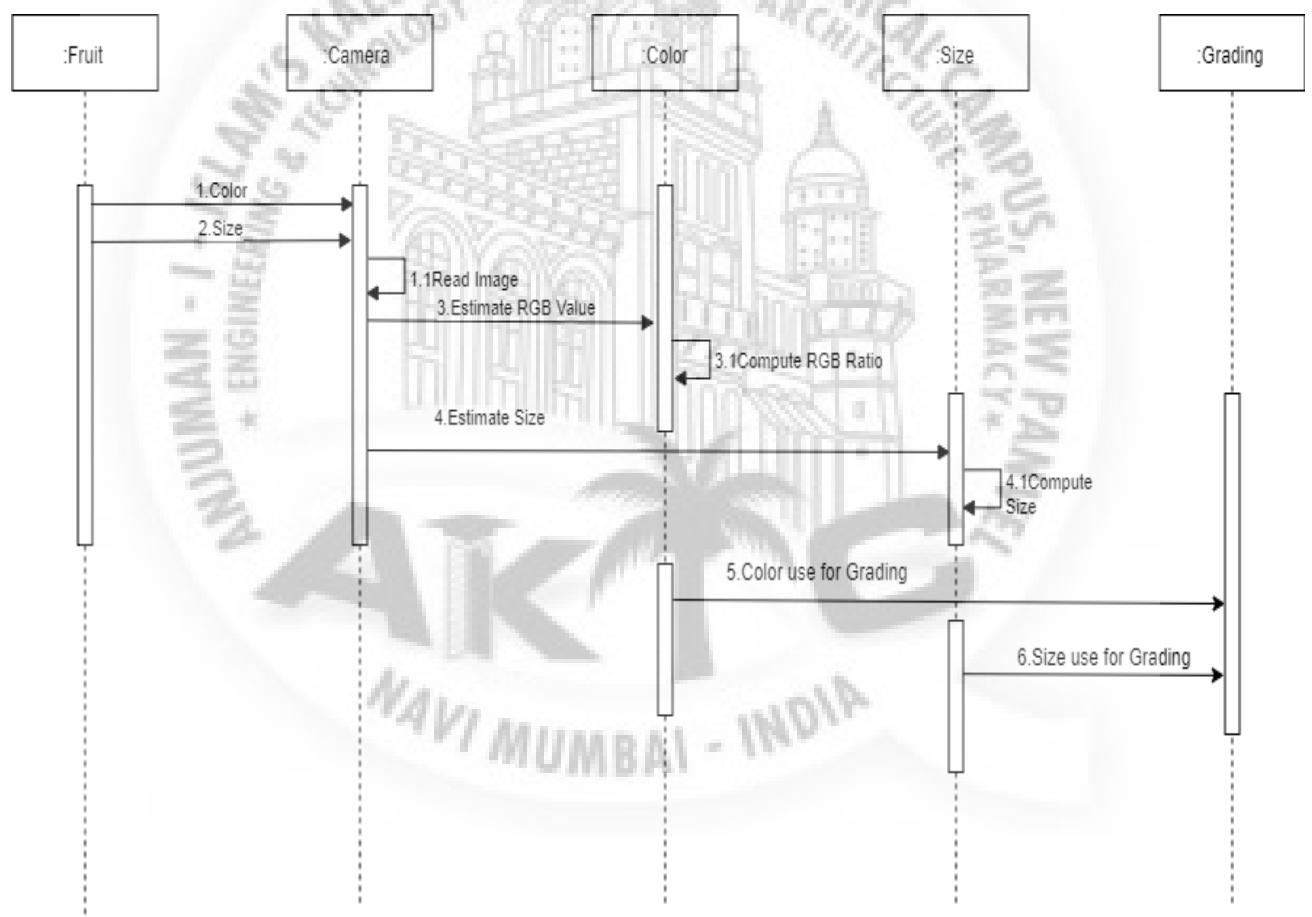 :Fruit
:Camera
:Color
:Size
:Grading
1.Color
2.Size
1.1Read Image
3.Estimate RGB Value
3.1Compute RGB Ratio
4.Estimate Size
4.1Compute
Size
5.Color use for Grading
6.Size use for Grading
ANJUMAN - I - ISLAM'S
TECHNICAL CAMPUS, NEW PANVEL
ENGINEERING & TECHNOLOGY
ARCHITECTURE * PHARMACY *
AKTC
NAVI MUMBAI - INDIA